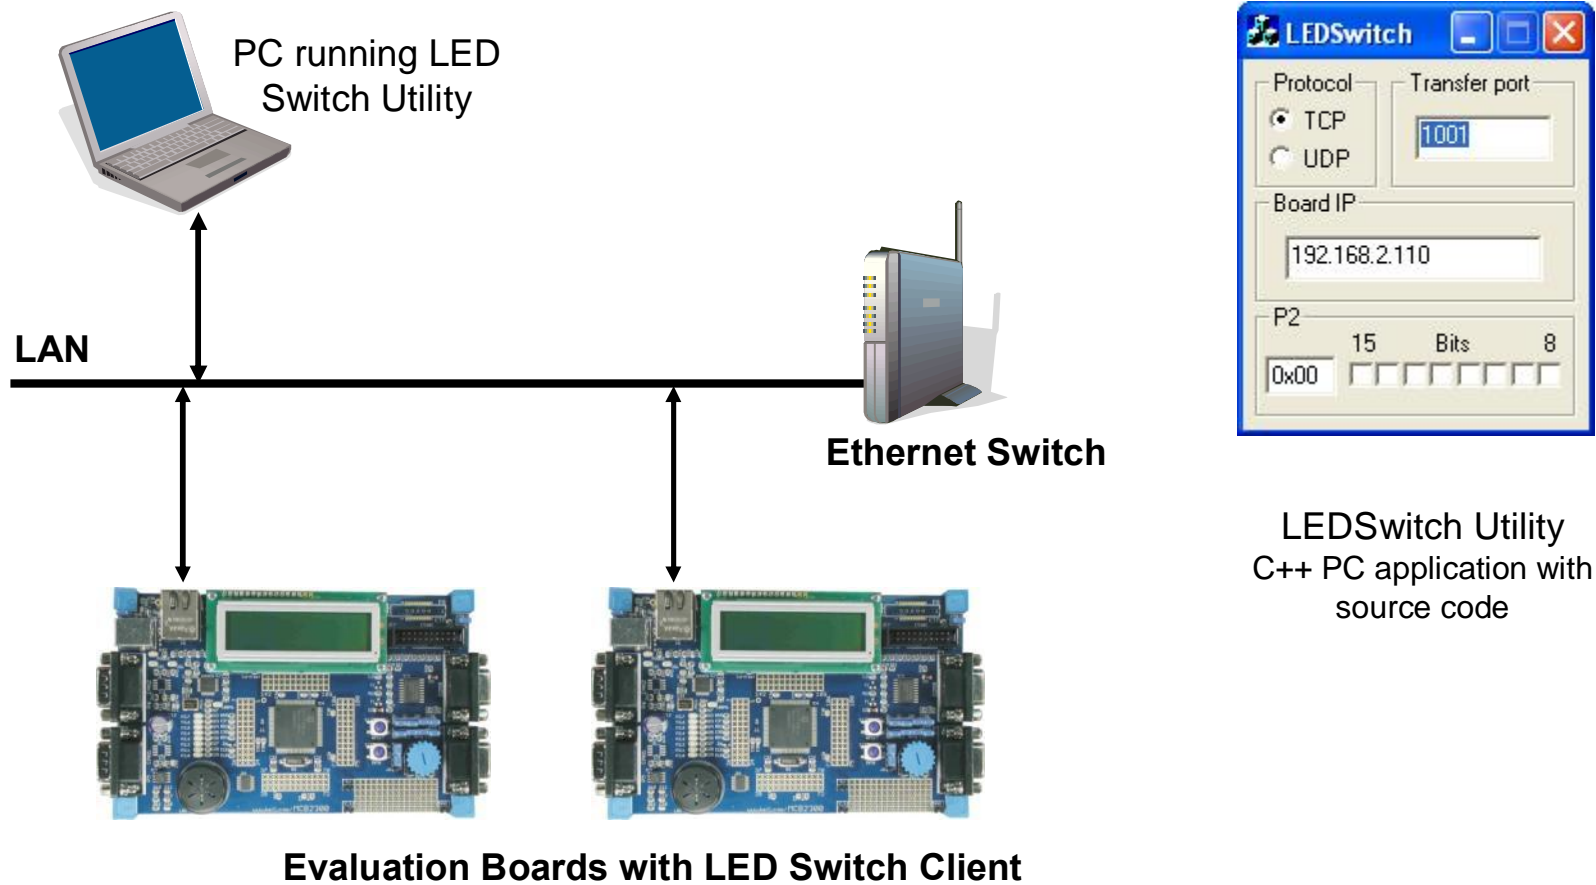 PC running LED
Switch Utility
LAN
Ethernet Switch
Evaluation Boards with LED Switch Client
LEDSwitch
Protocol
TCP
UDP
Transfer port
1001
Board IP
192.168.2.110
P2
15 Bits 8
0x00
LEDSwitch Utility
C++ PC application with
source code